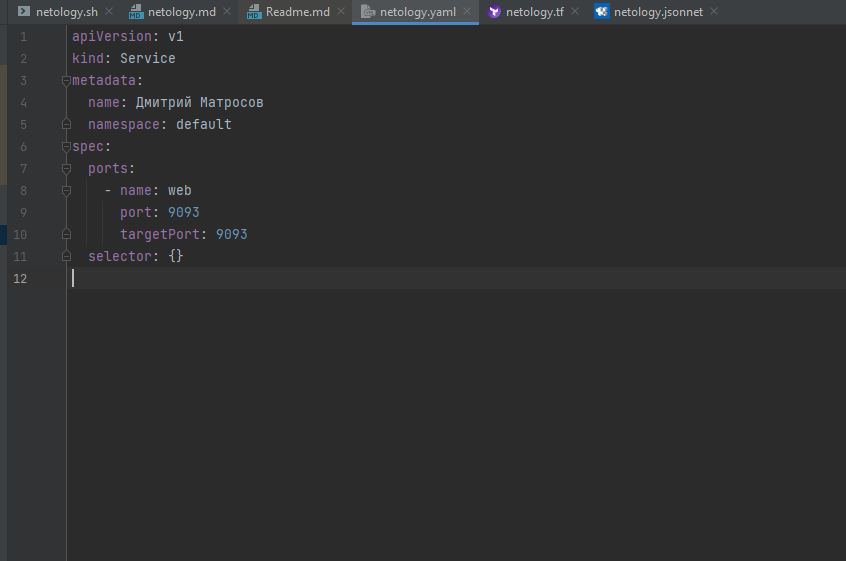 netology.sh netology.md Readme.md netology.yaml netology.tf netology.jsonnet
1 apiVersion: v1
2 kind: Service
3 metadata:
4 name: Дмитрий Матросов
5 namespace: default
6 spec:
7 ports:
8 - name: web
9 port: 9093
10 targetPort: 9093
11 selector: {}
12